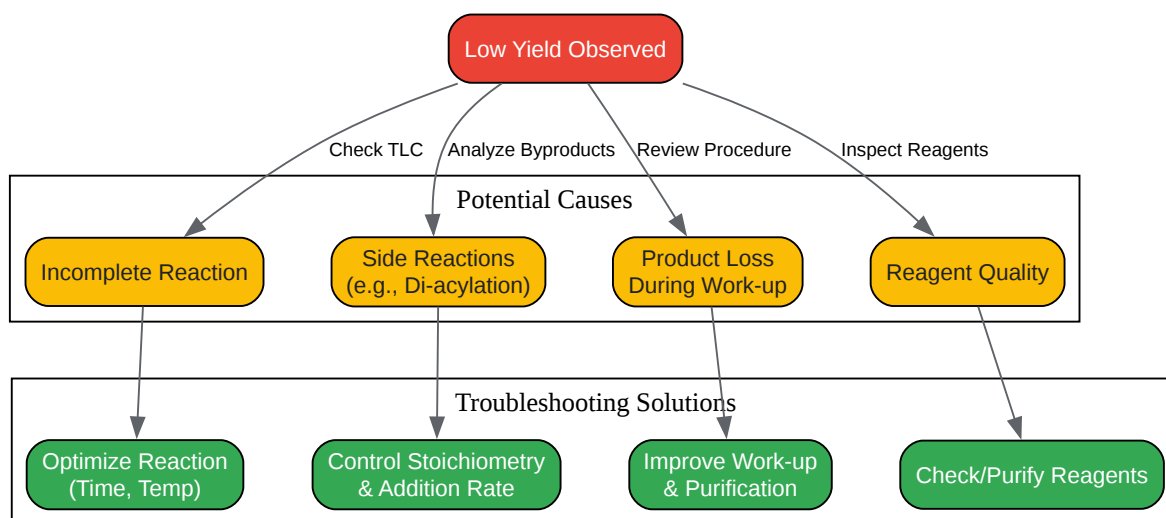 Low Yield Observed
Check TLC
Analyze Byproducts
Review Procedure
Inspect Reagents
Potential Causes
Incomplete Reaction
Side Reactions
(e.g., Di-acylation)
Product Loss
During Work-up
Reagent Quality
Troubleshooting Solutions
Optimize Reaction
(Time, Temp)
Control Stoichiometry
& Addition Rate
Improve Work-up
& Purification
Check/Purify Reagents